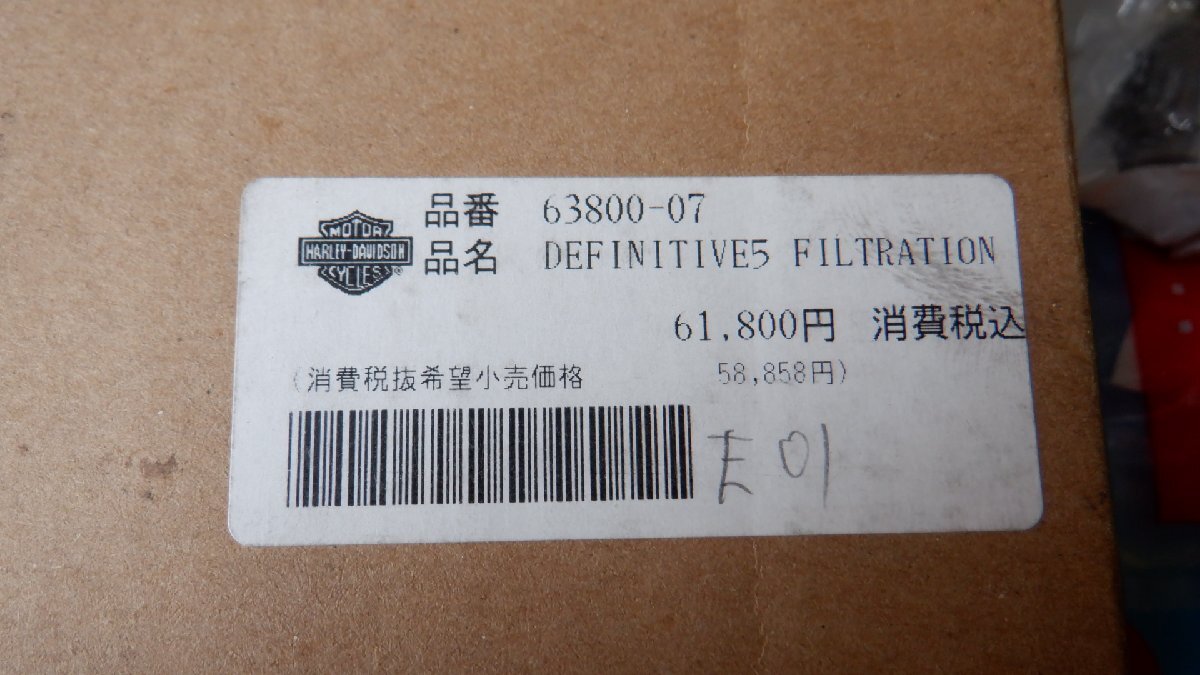 MOTOR
HARLEY-DAVIDSON
CYCLES®
品番 63800-07
品名 DEFINITIVE5 FILTRATION
61,800円 消費税込
(消費税抜希望小売価格 58,858円)
E01